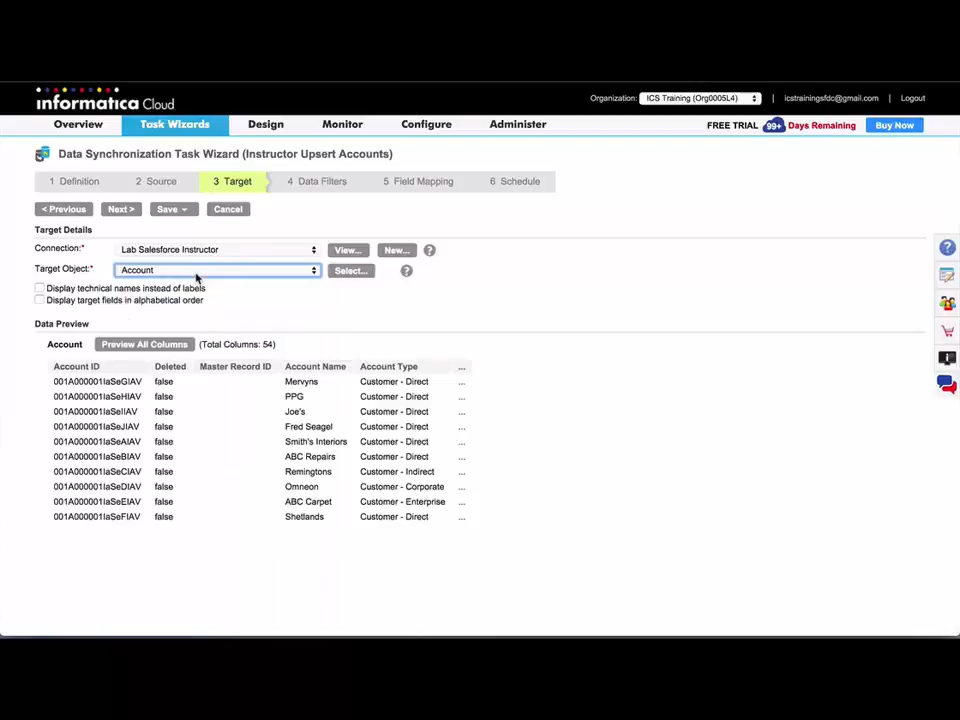 informatica Cloud
Organization: ICS Training (Org0005L4) | icstrainingsfdc@gmail.com | Logout
Overview Task Wizards Design Monitor Configure Administer FREE TRIAL 99+ Days Remaining Buy Now
Data Synchronization Task Wizard (Instructor Upsert Accounts)
1 Definition 2 Source 3 Target 4 Data Filters 5 Field Mapping 6 Schedule
< Previous Next > Save Cancel
Target Details
Connection:* Lab Salesforce Instructor View... New... ?
Target Object:* Account Select... ?
Display technical names instead of labels
Display target fields in alphabetical order
Data Preview
Account Preview All Columns (Total Columns: 54)
Account ID Deleted Master Record ID Account Name Account Type ...
001A000001IaSeGIAV false Mervyns Customer - Direct ...
001A000001IaSeHIAV false PPG Customer - Direct ...
001A000001IaSeIIAV false Joe's Customer - Direct ...
001A000001IaSeJIAV false Fred Seagel Customer - Direct ...
001A000001IaSeAIAV false Smith's Interiors Customer - Direct ...
001A000001IaSeBIAV false ABC Repairs Customer - Direct ...
001A000001IaSeCIAV false Remingtons Customer - Indirect ...
001A000001IaSeDIAV false Omneon Customer - Corporate ...
001A000001IaSeEIAV false ABC Carpet Customer - Enterprise ...
001A000001IaSeFIAV false Shetlands Customer - Direct ...